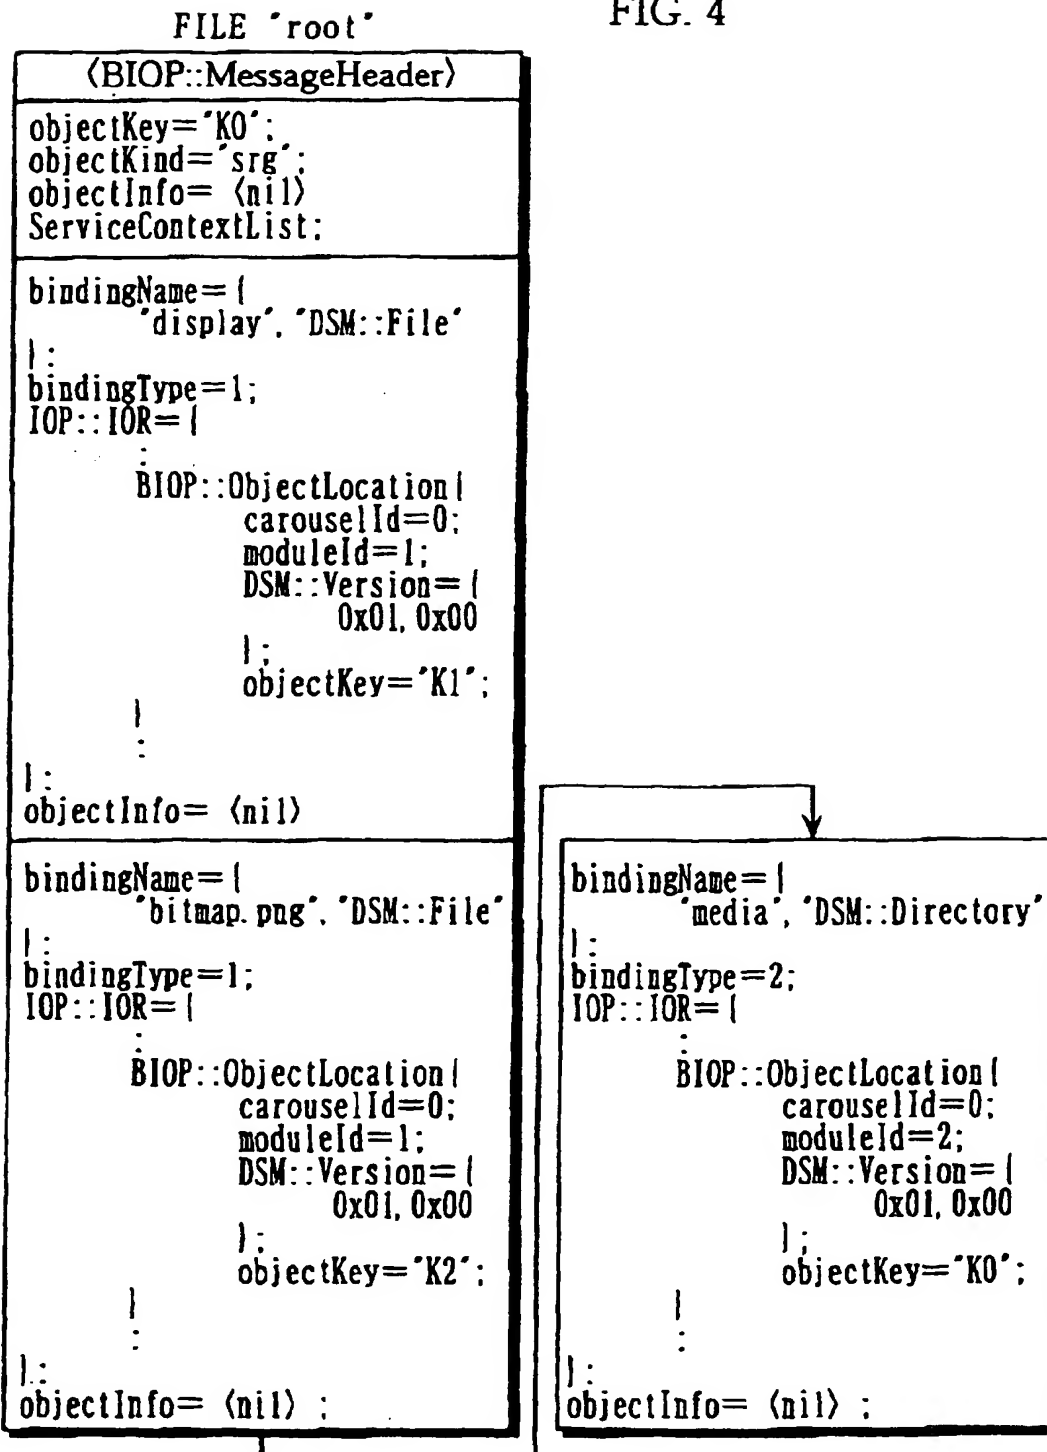 FIG. 4
FILE "root"
〈BIOP::MessageHeader〉
objectKey="K0";
objectKind="srg";
objectInfo= 〈nil〉
ServiceContextList;
bindingName= {
"display", "DSM::File"
};
bindingType=1;
IOP::IOR= {
:
BIOP::ObjectLocation{
carouselId=0;
moduleId=1;
DSM::Version= {
0x01, 0x00
};
objectKey="K1";
}
:
};
objectInfo= 〈nil〉
bindingName= {
"bitmap.png", "DSM::File"
};
bindingType=1;
IOP::IOR= {
:
BIOP::ObjectLocation{
carouselId=0;
moduleId=1;
DSM::Version= {
0x01, 0x00
};
objectKey="K2";
}
:
};
objectInfo= 〈nil〉 ;
bindingName= {
"media", "DSM::Directory"
};
bindingType=2;
IOP::IOR= {
:
BIOP::ObjectLocation{
carouselId=0;
moduleId=2;
DSM::Version= {
0x01, 0x00
};
objectKey="K0";
}
:
};
objectInfo= 〈nil〉 ;